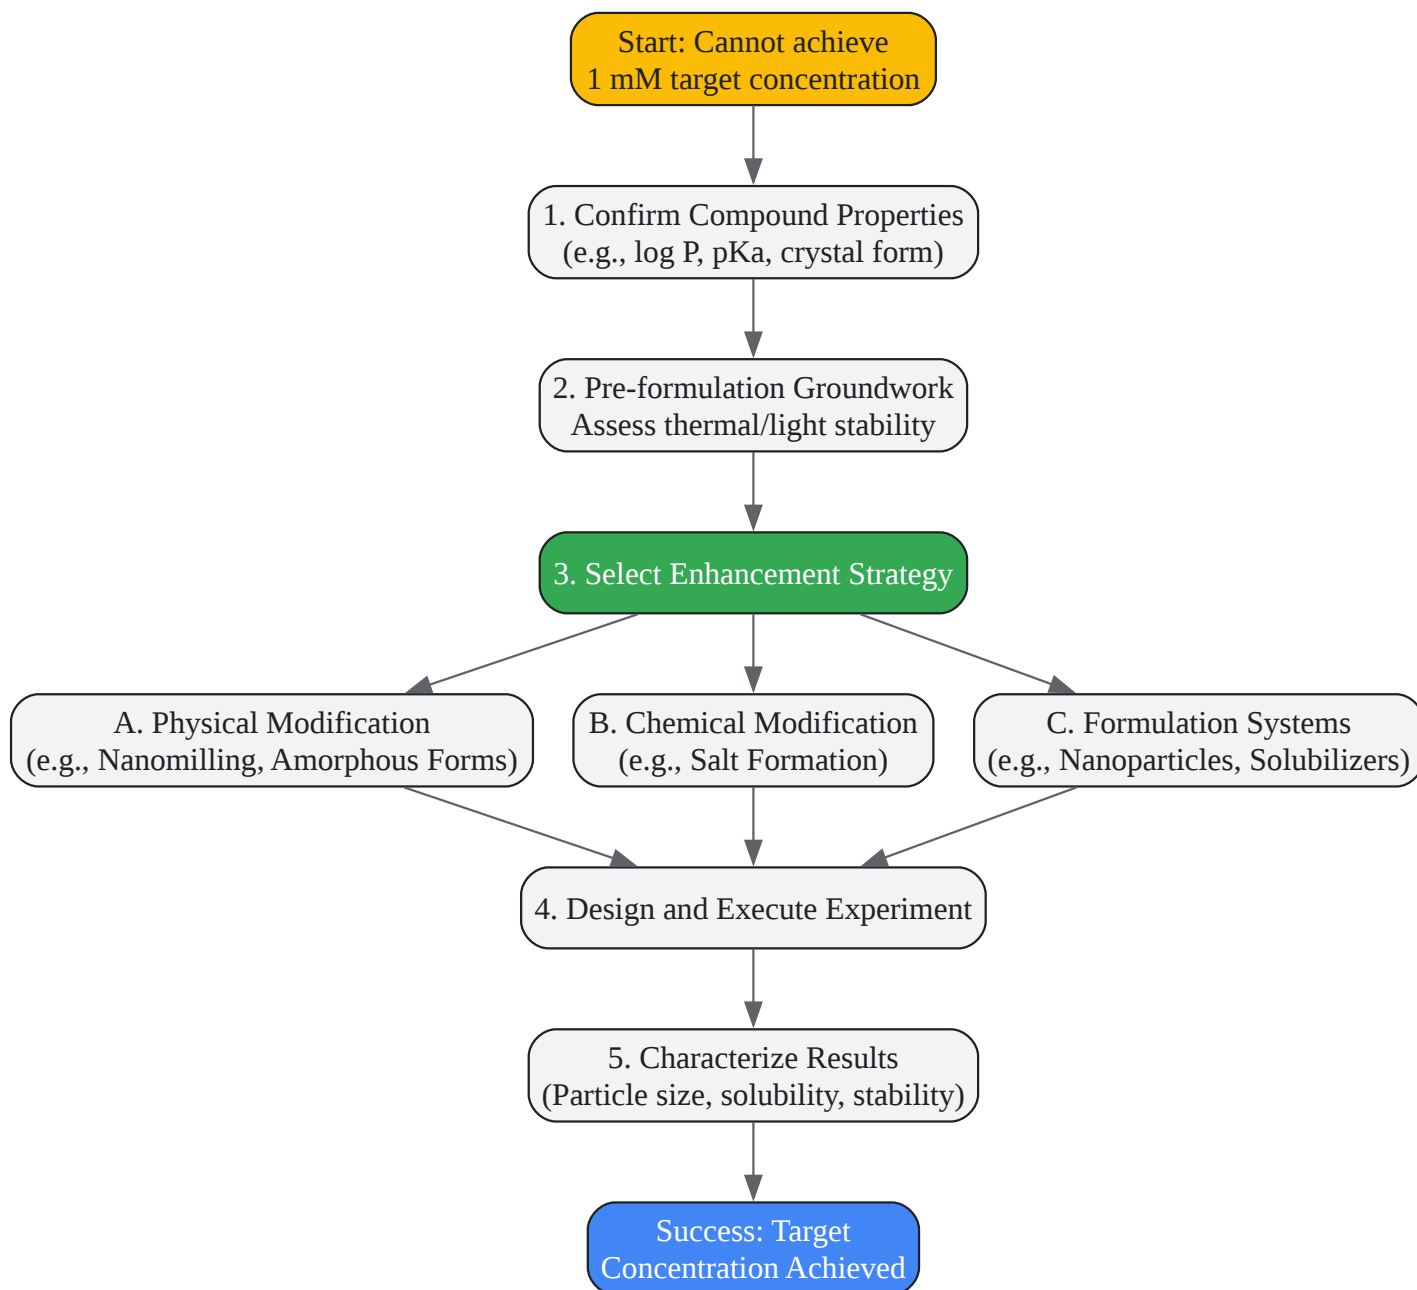 Start: Cannot achieve
1 mM target concentration
1. Confirm Compound Properties
(e.g., log P, pKa, crystal form)
2. Pre-formulation Groundwork
Assess thermal/light stability
3. Select Enhancement Strategy
A. Physical Modification
(e.g., Nanomilling, Amorphous Forms)
B. Chemical Modification
(e.g., Salt Formation)
C. Formulation Systems
(e.g., Nanoparticles, Solubilizers)
4. Design and Execute Experiment
5. Characterize Results
(Particle size, solubility, stability)
Success: Target
Concentration Achieved